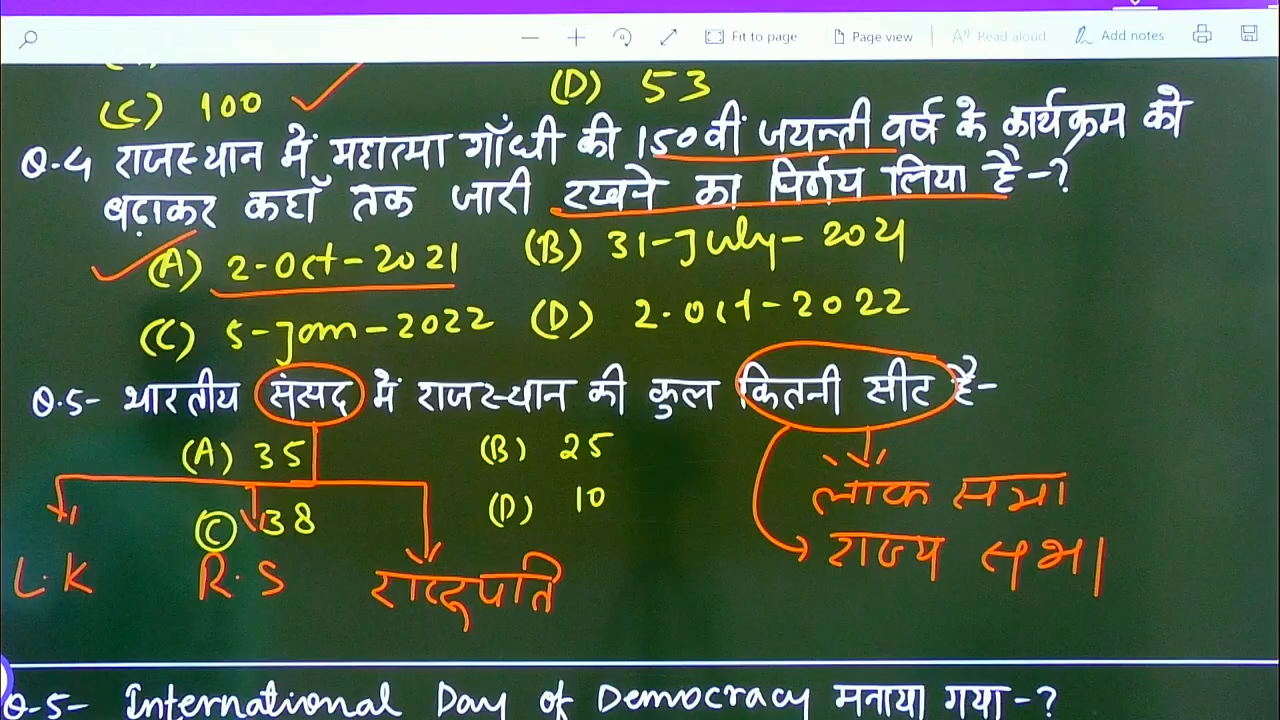 Fit to page Page view Read aloud Add notes
(C) 100 (D) 53
Q.4 राजस्थान में महात्मा गाँधी की 150वीं जयन्ती वर्ष के कार्यक्रम को
बढ़ाकर कहाँ तक जारी रखने का निर्णय लिया है-?
(A) 2-Oct-2021 (B) 31-July-2021
(C) 5-Jan-2022 (D) 2-Oct-2022
Q.5- भारतीय संसद में राजस्थान की कुल कितनी सीट है-
(A) 35 (B) 25
(C) 38 (D) 10
लोक सभा
राज्य सभा
L.K R.S राष्ट्रपति
Q-5- International Day of Democracy मनाया गया-?